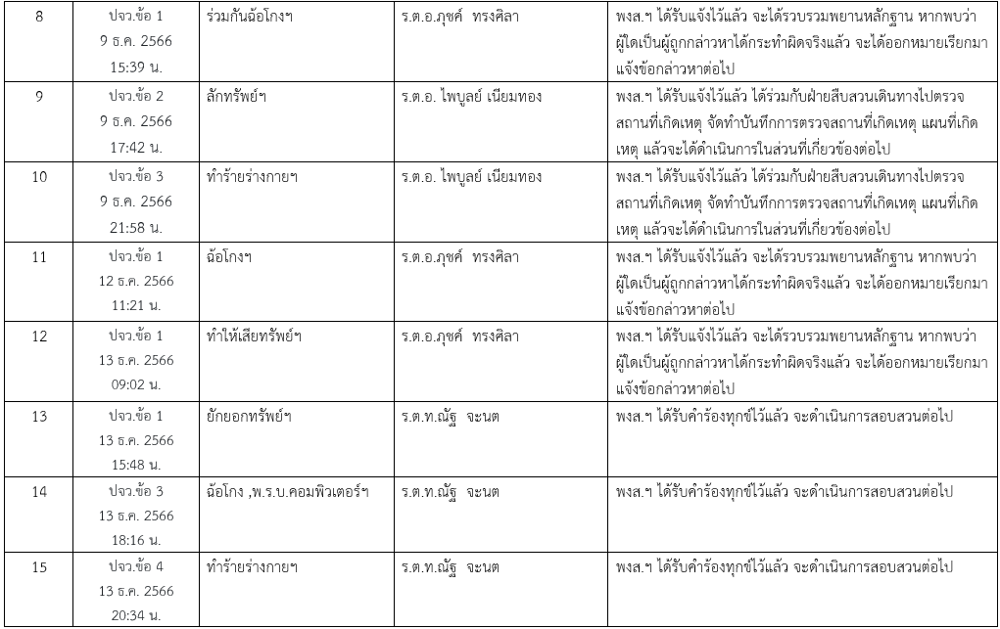 8 ปจว.ข้อ 1 ร่วมกันฉ้อโกงฯ ร.ต.อ.ภุชค์ ทรงศิลา พงส.ฯ ได้รับแจ้งไว้แล้ว จะได้รวบรวมพยานหลักฐาน หากพบว่า
9 ธ.ค. 2566 ผู้ใดเป็นผู้ถูกกล่าวหาได้กระทำผิดจริงแล้ว จะได้ออกหมายเรียกมา
15:39 น. แจ้งข้อกล่าวหาต่อไป
9 ปจว.ข้อ 2 ลักทรัพย์ฯ ร.ต.อ. ไพบูลย์ เนียมทอง พงส.ฯ ได้รับแจ้งไว้แล้ว ได้ร่วมกับฝ่ายสืบสวนเดินทางไปตรวจ
9 ธ.ค. 2566 สถานที่เกิดเหตุ จัดทำบันทึกการตรวจสถานที่เกิดเหตุ แผนที่เกิด
17:42 น. เหตุ แล้วจะได้ดำเนินการในส่วนที่เกี่ยวข้องต่อไป
10 ปจว.ข้อ 3 ทำร้ายร่างกายฯ ร.ต.อ. ไพบูลย์ เนียมทอง พงส.ฯ ได้รับแจ้งไว้แล้ว ได้ร่วมกับฝ่ายสืบสวนเดินทางไปตรวจ
9 ธ.ค. 2566 สถานที่เกิดเหตุ จัดทำบันทึกการตรวจสถานที่เกิดเหตุ แผนที่เกิด
21:58 น. เหตุ แล้วจะได้ดำเนินการในส่วนที่เกี่ยวข้องต่อไป
11 ปจว.ข้อ 1 ฉ้อโกงฯ ร.ต.อ.ภุชค์ ทรงศิลา พงส.ฯ ได้รับแจ้งไว้แล้ว จะได้รวบรวมพยานหลักฐาน หากพบว่า
12 ธ.ค. 2566 ผู้ใดเป็นผู้ถูกกล่าวหาได้กระทำผิดจริงแล้ว จะได้ออกหมายเรียกมา
11:21 น. แจ้งข้อกล่าวหาต่อไป
12 ปจว.ข้อ 1 ทำให้เสียทรัพย์ฯ ร.ต.อ.ภุชค์ ทรงศิลา พงส.ฯ ได้รับแจ้งไว้แล้ว จะได้รวบรวมพยานหลักฐาน หากพบว่า
13 ธ.ค. 2566 ผู้ใดเป็นผู้ถูกกล่าวหาได้กระทำผิดจริงแล้ว จะได้ออกหมายเรียกมา
09:02 น. แจ้งข้อกล่าวหาต่อไป
13 ปจว.ข้อ 1 ยักยอกทรัพย์ฯ ร.ต.ท.ณัฐ จะนต พงส.ฯ ได้รับคำร้องทุกข์ไว้แล้ว จะดำเนินการสอบสวนต่อไป
13 ธ.ค. 2566
15:48 น.
14 ปจว.ข้อ 3 ฉ้อโกง ,พ.ร.บ.คอมพิวเตอร์ฯ ร.ต.ท.ณัฐ จะนต พงส.ฯ ได้รับคำร้องทุกข์ไว้แล้ว จะดำเนินการสอบสวนต่อไป
13 ธ.ค. 2566
18:16 น.
15 ปจว.ข้อ 4 ทำร้ายร่างกายฯ ร.ต.ท.ณัฐ จะนต พงส.ฯ ได้รับคำร้องทุกข์ไว้แล้ว จะดำเนินการสอบสวนต่อไป
13 ธ.ค. 2566
20:34 น.